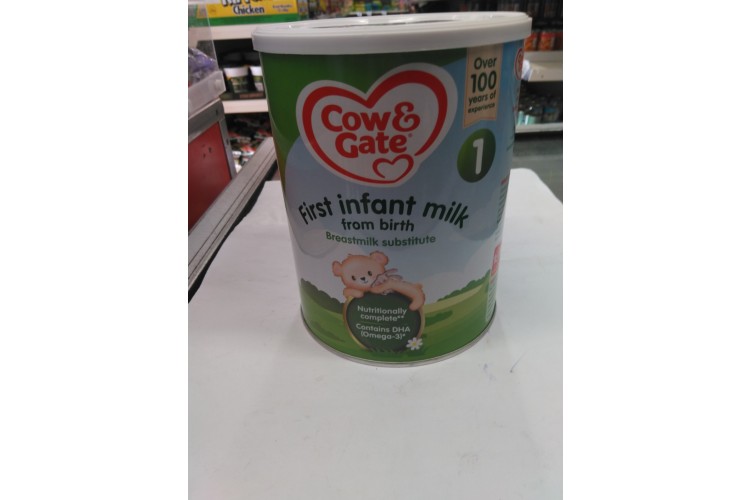 Chicken
Over
100
years of
experience
Cow &
Gate
1
First infant milk
from birth
Breastmilk substitute
Nutritionally
complete**
Contains DHA
(Omega-3)*